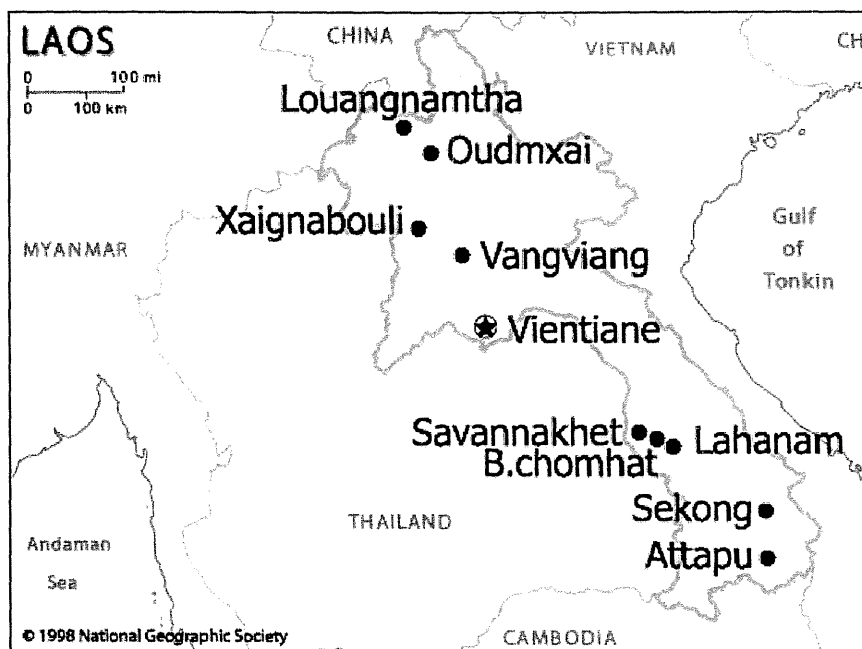 LAOS
0 100 mi
0 100 km
CHINA
VIETNAM
CH
Louangnamtha
Oudmxai
Xaignabouli
Vangviang
MYANMAR
Gulf
of
Tonkin
Vientiane
Savannakhet
Lahanam
B.chomhat
THAILAND
Sekong
Andaman
Sea
Attapu
© 1998 National Geographic Society
CAMBODIA